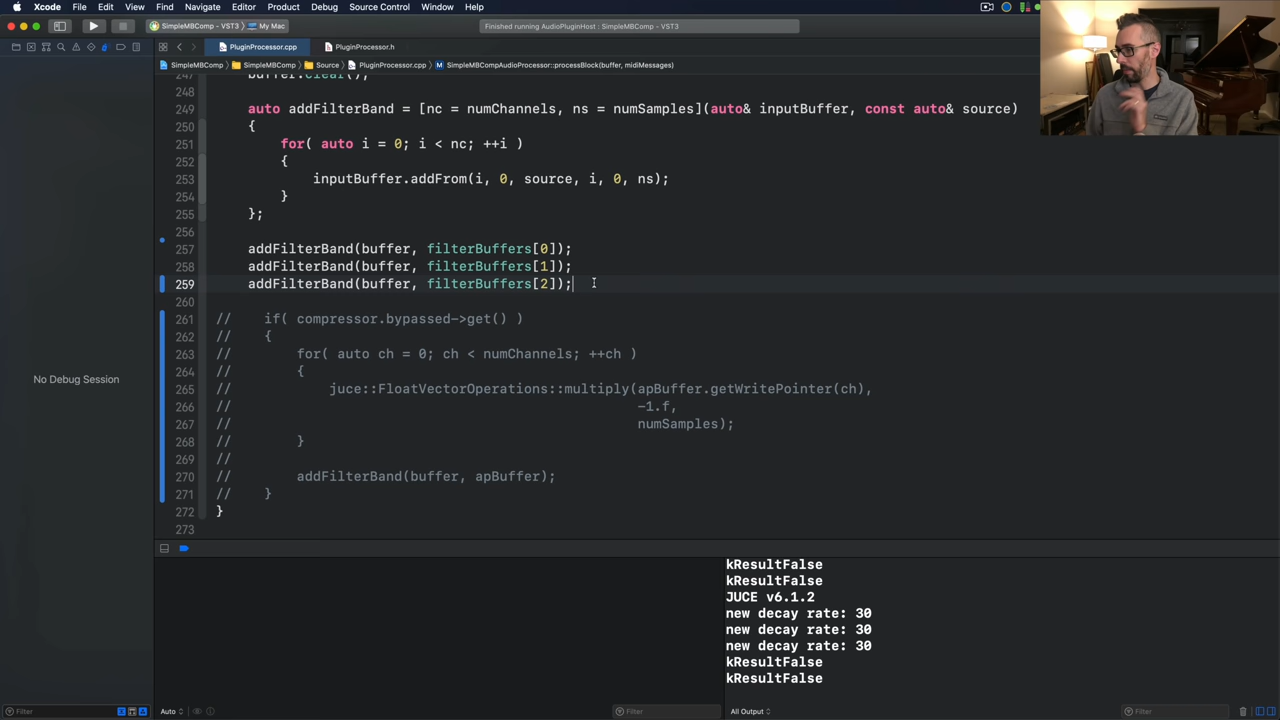 Xcode File Edit View Find Navigate Editor Product Debug Source Control Window Help
SimpleMBComp - VST3 My Mac Finished running AudioPluginHost : VST3
PluginProcessor.cpp PluginProcessor.h
SimpleMBComp SimpleMBComp Source PluginProcessor.cpp M SimpleMBCompAudioProcessor::processBlock(buffer, midiMessages)
247 buffer.clear();
248
249 auto addFilterBand = [nc = numChannels, ns = numSamples](auto& inputBuffer, const auto& source)
250 {
251 for( auto i = 0; i < nc; ++i )
252 {
253 inputBuffer.addFrom(i, 0, source, i, 0, ns);
254 }
255 };
256
257 addFilterBand(buffer, filterBuffers[0]);
258 addFilterBand(buffer, filterBuffers[1]);
259 addFilterBand(buffer, filterBuffers[2]);
260
261 // if( compressor.bypassed->get() )
262 // {
263 // for( auto ch = 0; ch < numChannels; ++ch )
264 // {
265 // juce::FloatVectorOperations::multiply(apBuffer.getWritePointer(ch),
266 // -1.f,
267 // numSamples);
268 // }
269 //
270 // addFilterBand(buffer, apBuffer);
271 // }
272 }
273
No Debug Session
kResultFalse
kResultFalse
JUCE v6.1.2
new decay rate: 30
new decay rate: 30
new decay rate: 30
kResultFalse
kResultFalse
Filter Auto Filter All Output Filter